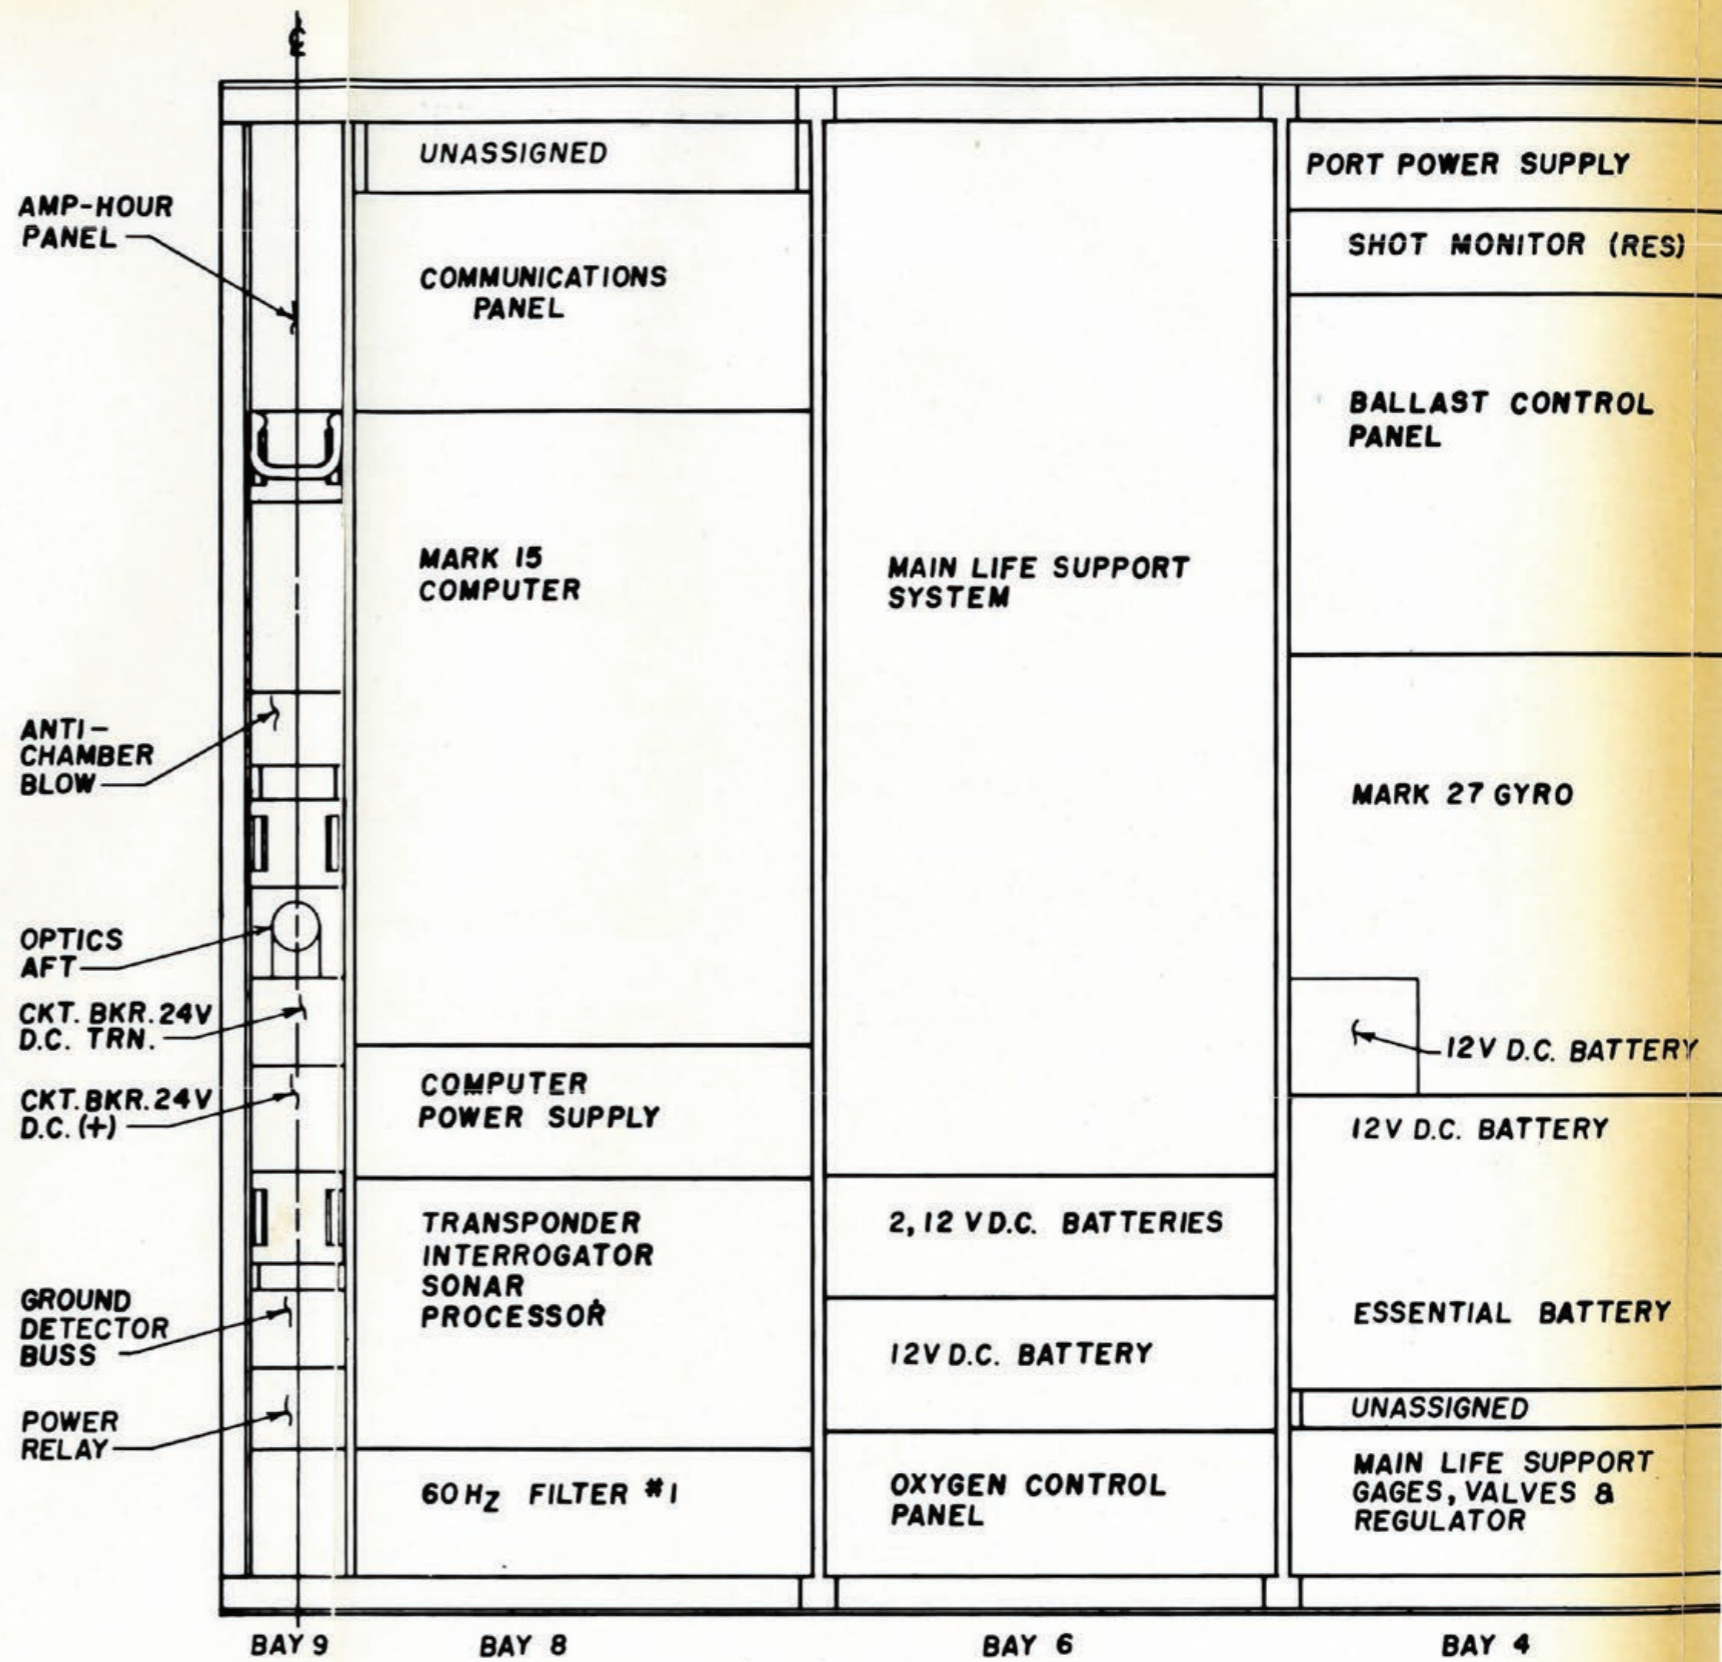 ℄
AMP-HOUR
PANEL
ANTI-
CHAMBER
BLOW
OPTICS
AFT
CKT. BKR. 24V
D.C. TRN.
CKT. BKR. 24V
D.C. (+)
GROUND
DETECTOR
BUSS
POWER
RELAY
BAY 9
UNASSIGNED
COMMUNICATIONS
PANEL
MARK 15
COMPUTER
COMPUTER
POWER SUPPLY
TRANSPONDER
INTERROGATOR
SONAR
PROCESSOR
60 HZ FILTER #1
BAY 8
MAIN LIFE SUPPORT
SYSTEM
2, 12 V D.C. BATTERIES
12V D.C. BATTERY
OXYGEN CONTROL
PANEL
BAY 6
PORT POWER SUPPLY
SHOT MONITOR (RES)
BALLAST CONTROL
PANEL
MARK 27 GYRO
12V D.C. BATTERY
12V D.C. BATTERY
ESSENTIAL BATTERY
UNASSIGNED
MAIN LIFE SUPPORT
GAGES, VALVES &
REGULATOR
BAY 4